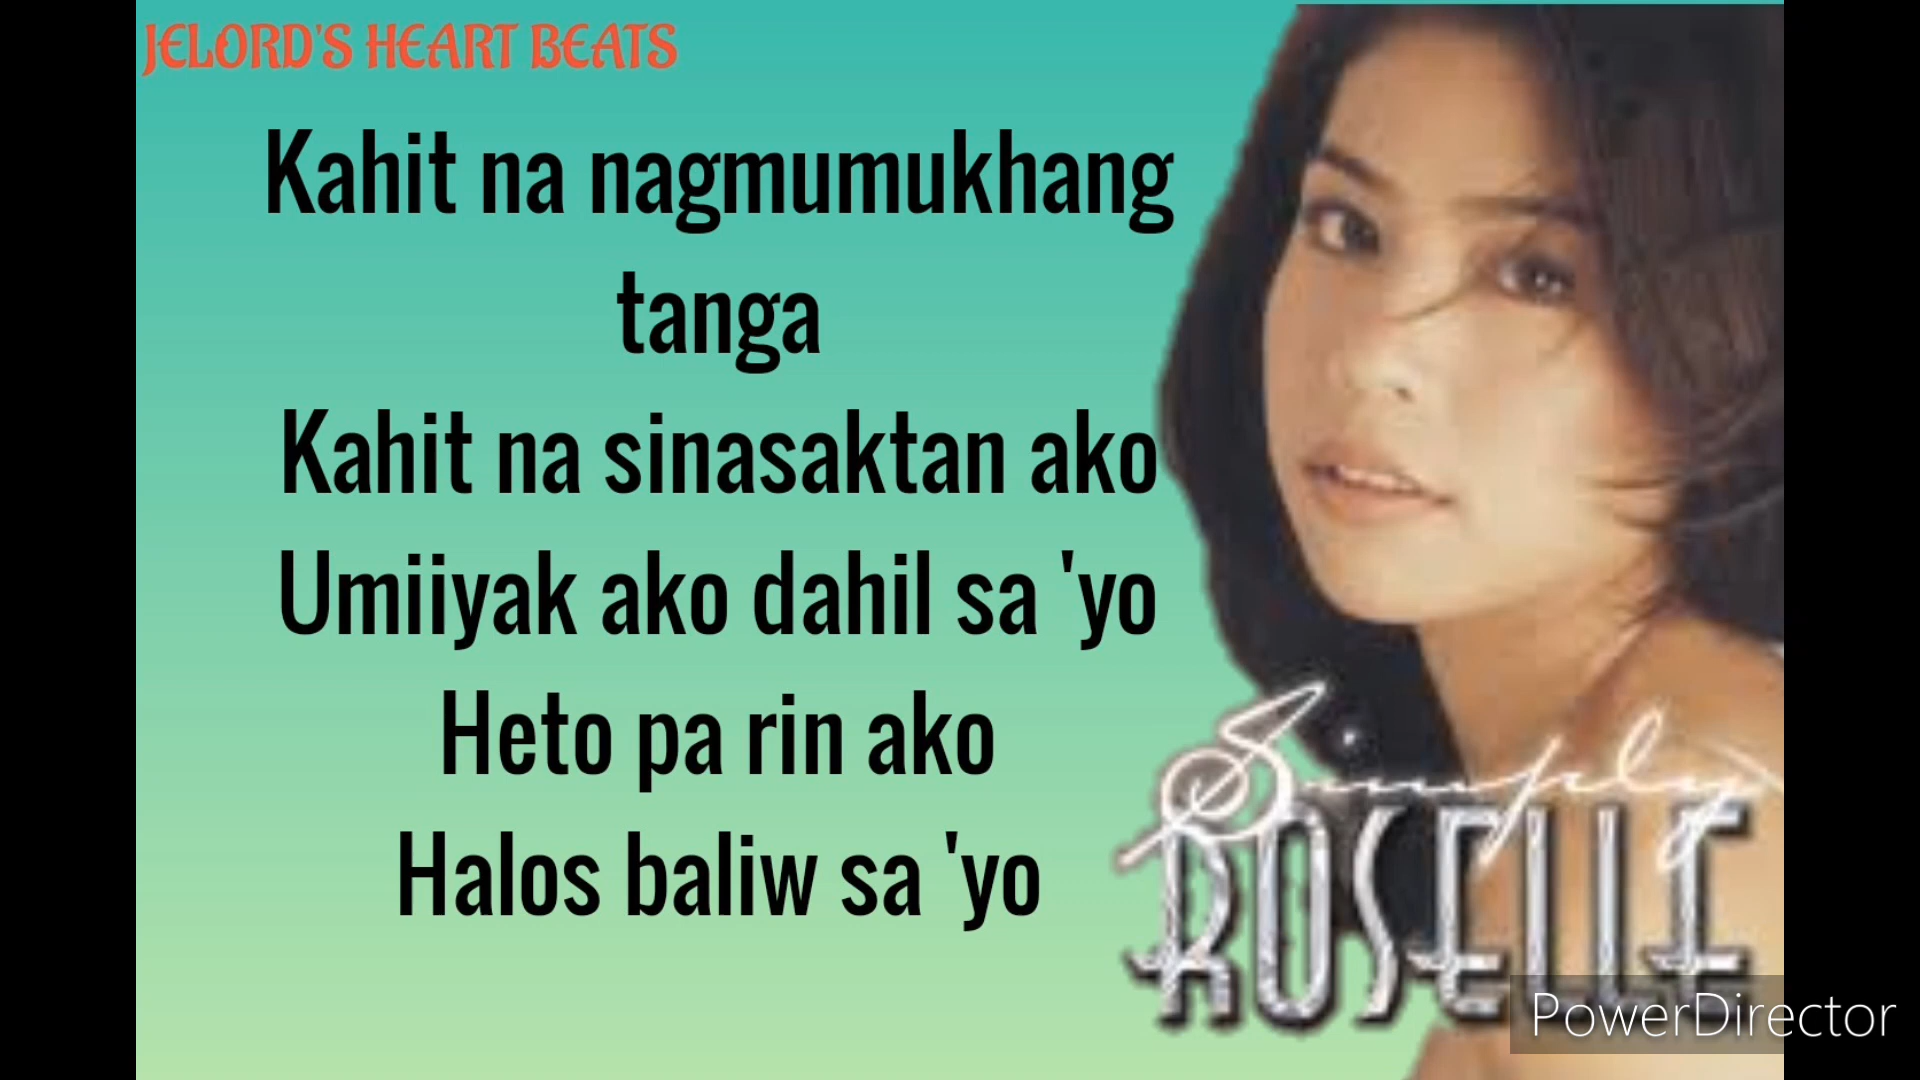 JELORD'S HEART BEATS
Kahit na nagmumukhang
tanga
Kahit na sinasaktan ako
Umiiyak ako dahil sa 'yo
Heto pa rin ako
Halos baliw sa 'yo
Simply
ROSELLE
PowerDirector